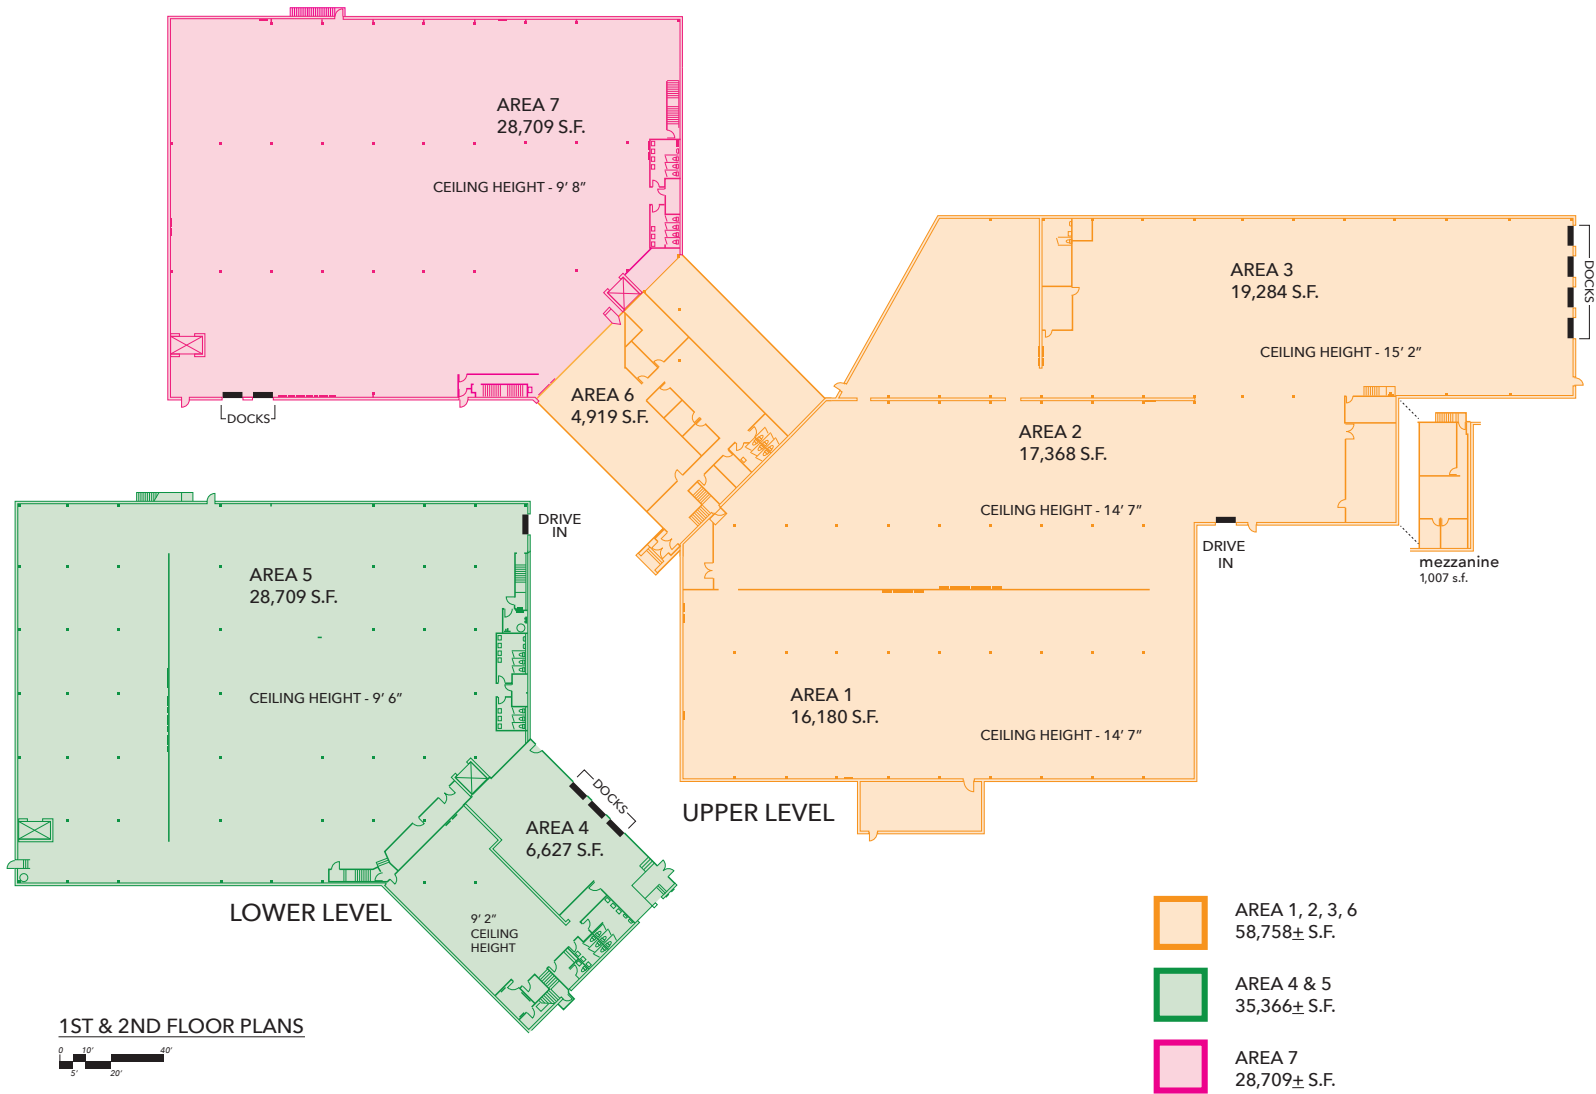 AREA 7
28,709 S.F.
CEILING HEIGHT - 9’ 8”
DOCKS
AREA 6
4,919 S.F.
AREA 3
19,284 S.F.
CEILING HEIGHT - 15’ 2”
DOCKS
AREA 2
17,368 S.F.
CEILING HEIGHT - 14’ 7”
DRIVE
IN
mezzanine
1,007 s.f.
AREA 1
16,180 S.F.
CEILING HEIGHT - 14’ 7”
UPPER LEVEL
DRIVE
IN
AREA 5
28,709 S.F.
CEILING HEIGHT - 9’ 6”
DOCKS
AREA 4
6,627 S.F.
9’ 2”
CEILING
HEIGHT
LOWER LEVEL
1ST & 2ND FLOOR PLANS
0 10’ 40’
5’ 20’
AREA 1, 2, 3, 6
58,758± S.F.
AREA 4 & 5
35,366± S.F.
AREA 7
28,709± S.F.